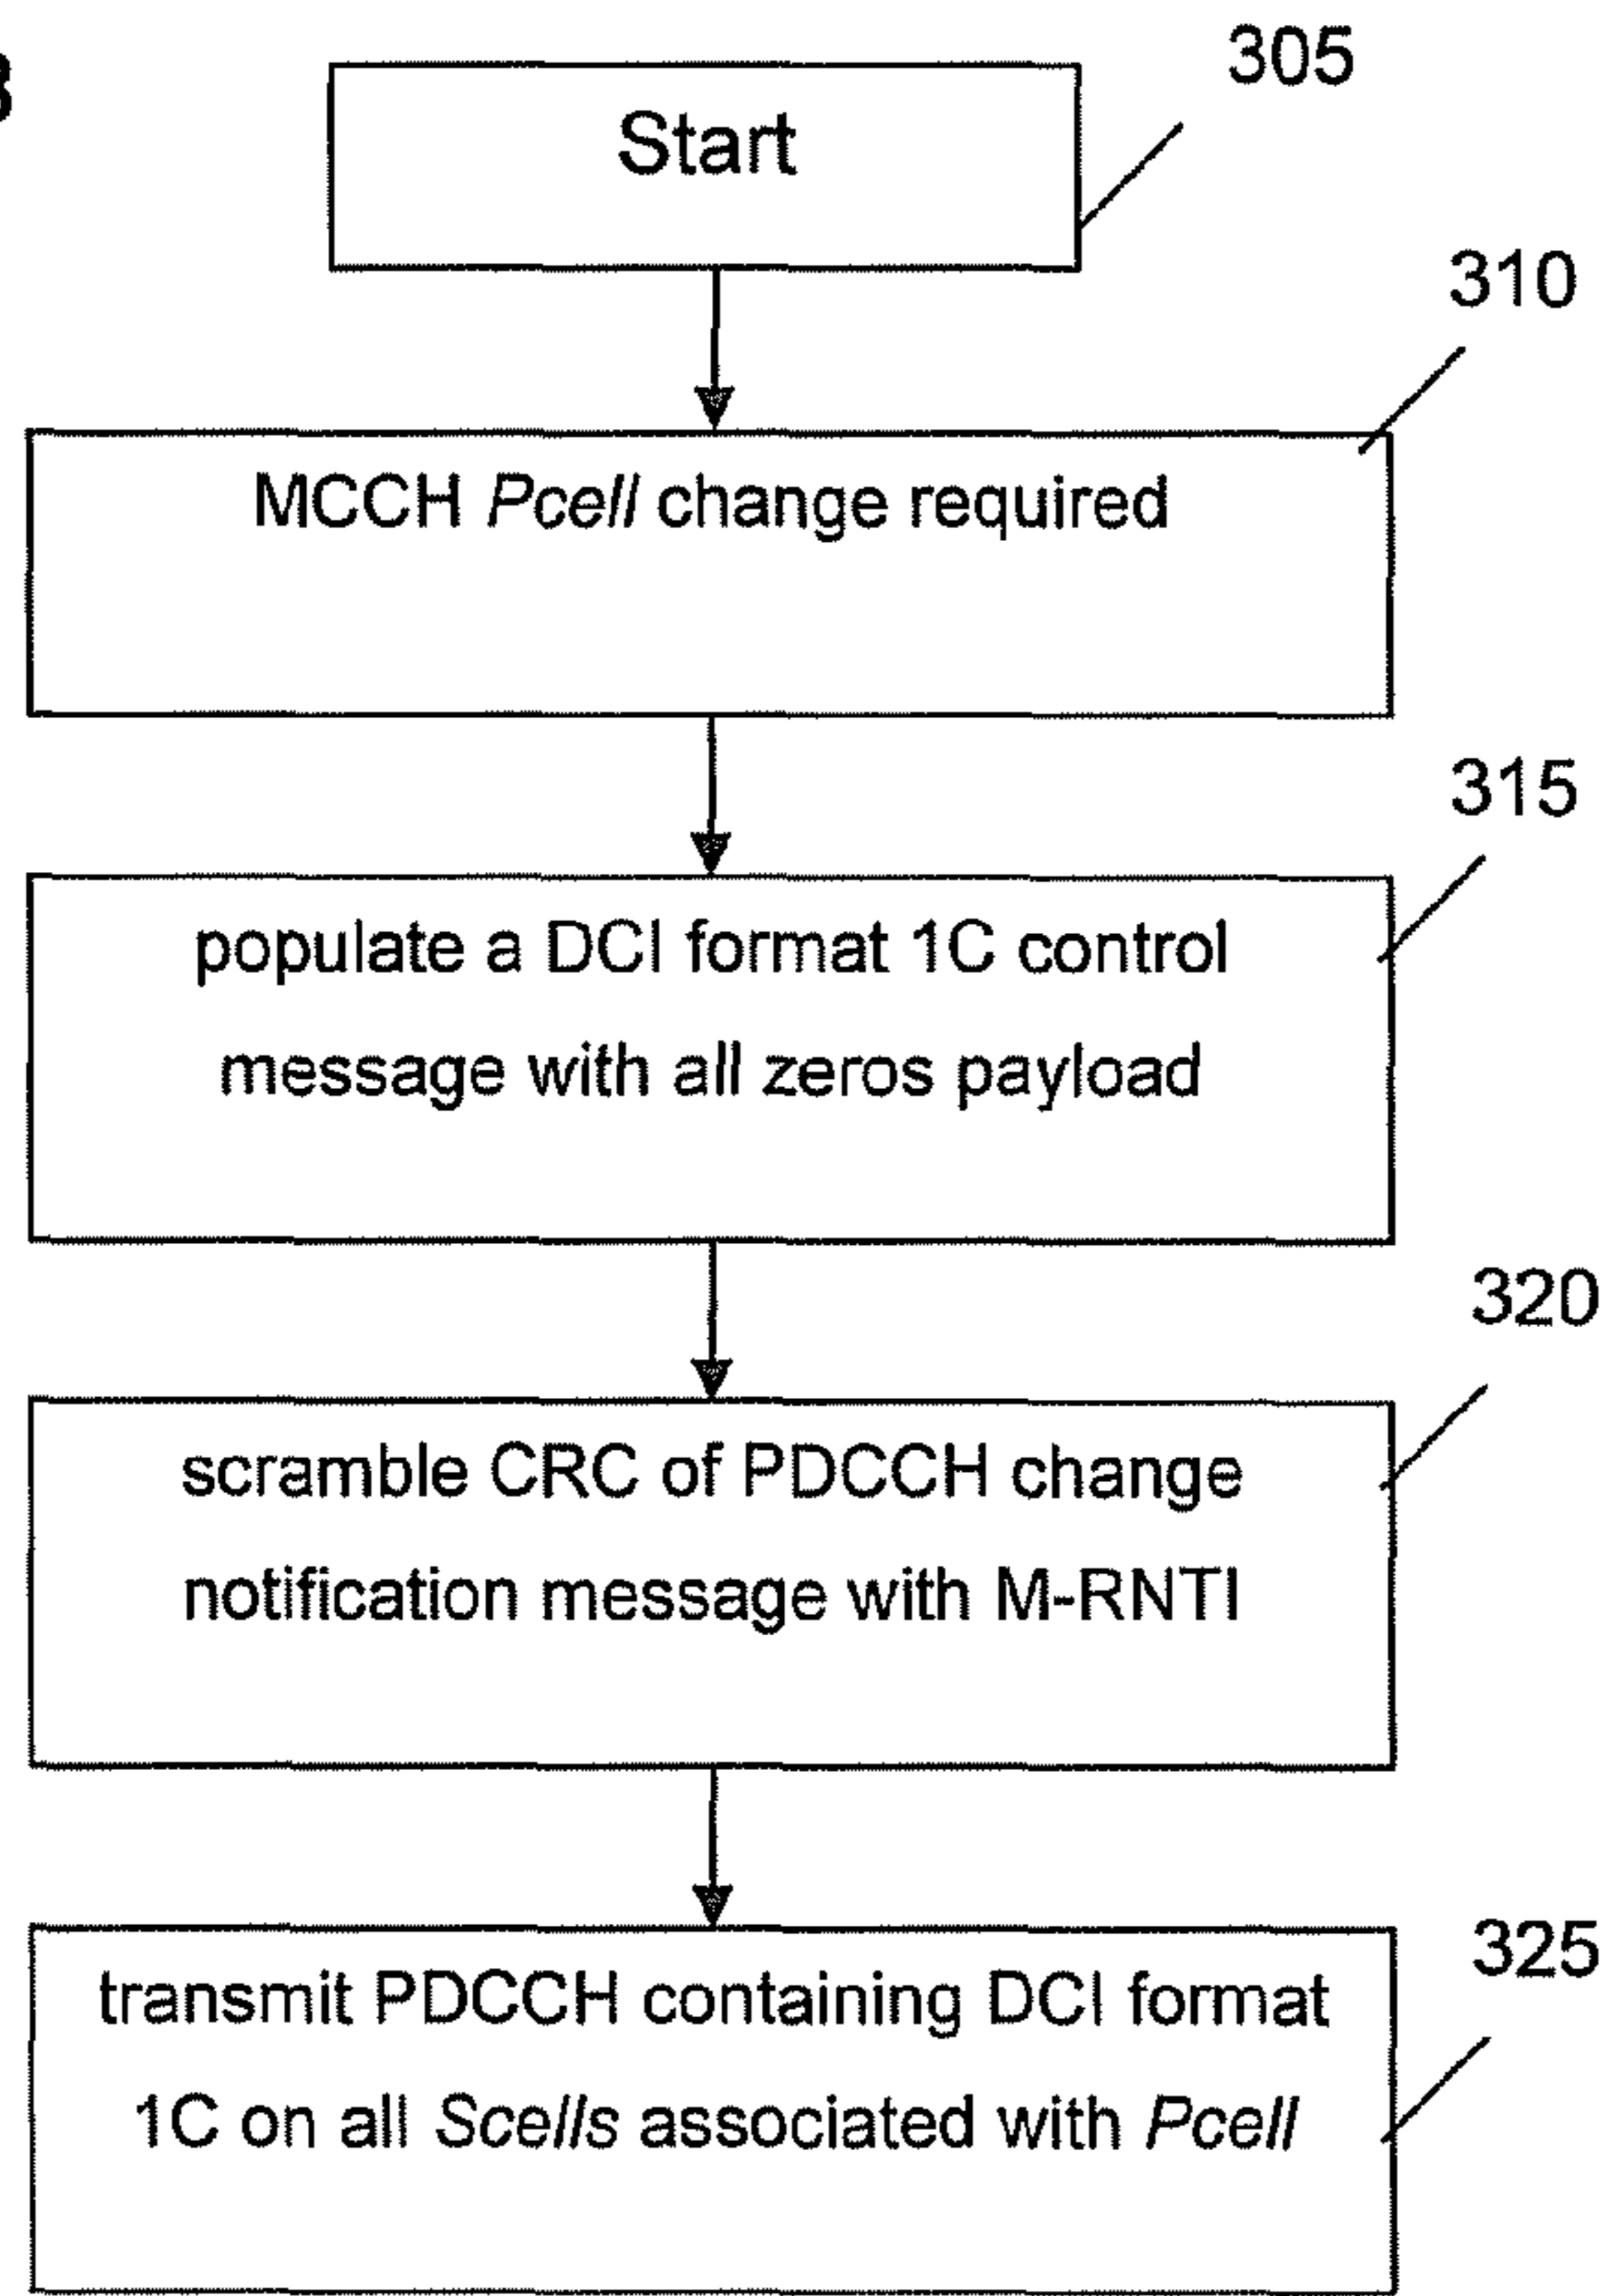 305
Start
310
MCCH Pcell change required
315
populate a DCI format 1C control
message with all zeros payload
320
scramble CRC of PDCCH change
notification message with M-RNTI
325
transmit PDCCH containing DCI format
1C on all Scells associated with Pcell